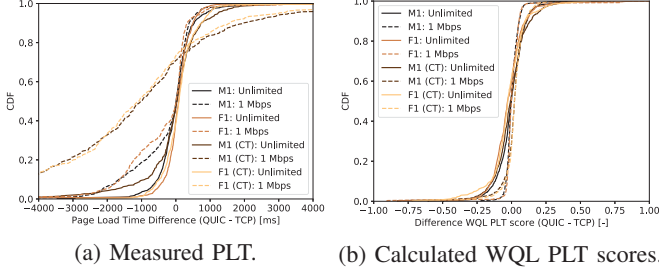 CDF
1.0
0.8
0.6
0.4
0.2
0.0
M1: Unlimited
M1: 1 Mbps
F1: Unlimited
F1: 1 Mbps
M1 (CT): Unlimited
M1 (CT): 1 Mbps
F1 (CT): Unlimited
F1 (CT): 1 Mbps
−4000 −3000 −2000 −1000 0 1000 2000 3000 4000
Page Load Time Difference (QUIC - TCP) [ms]
(a) Measured PLT.
CDF
1.0
0.8
0.6
0.4
0.2
0.0
M1: Unlimited
M1: 1 Mbps
F1: Unlimited
F1: 1 Mbps
M1 (CT): Unlimited
M1 (CT): 1 Mbps
F1 (CT): Unlimited
F1 (CT): 1 Mbps
−1.00 −0.75 −0.50 −0.25 0.00 0.25 0.50 0.75 1.00
Difference WQL PLT score (QUIC - TCP) [-]
(b) Calculated WQL PLT scores.